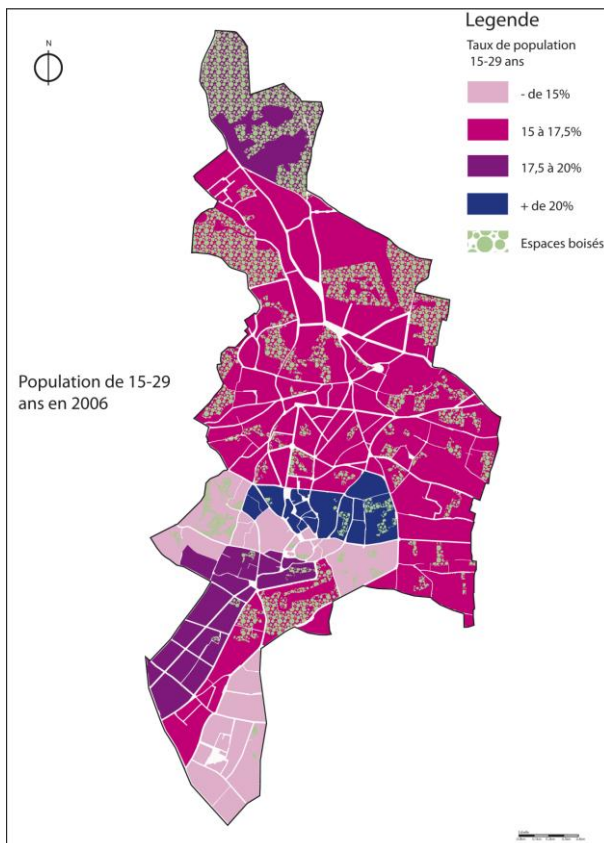 N
Legende
Taux de population
15-29 ans
- de 15%
15 à 17,5%
17,5 à 20%
+ de 20%
Espaces boisés
Population de 15-29
ans en 2006